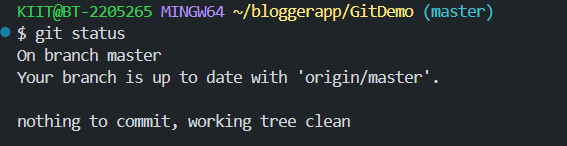 KIIT@BT-2205265 MINGW64 ~/bloggerapp/GitDemo (master)
$ git status
On branch master
Your branch is up to date with 'origin/master'.
nothing to commit, working tree clean